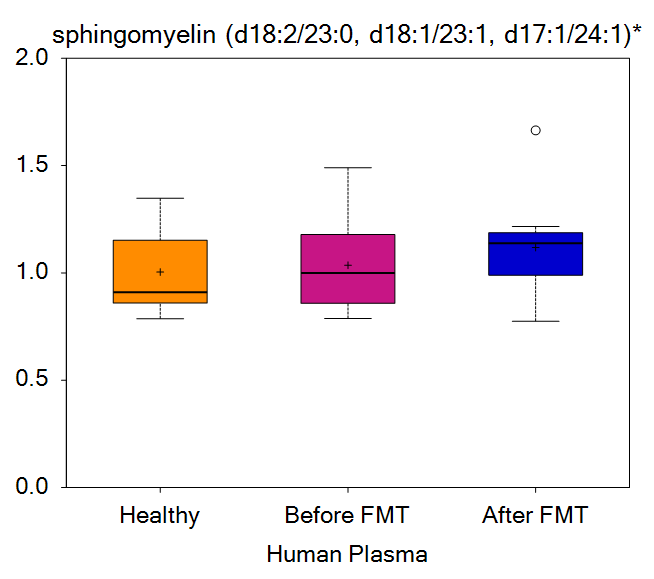 sphingomyelin (d18:2/23:0, d18:1/23:1, d17:1/24:1)*
2.0
1.5
1.0
0.5
0.0
Healthy Before FMT After FMT
Human Plasma